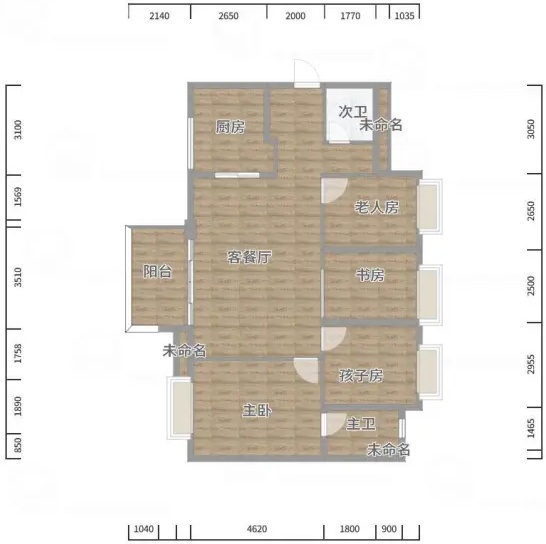 2140 2650 2000 1770 1035
3100
1569
3510
1758
1890
850
3050
2650
2500
2955
1465
厨房
次卫
未命名
老人房
客餐厅
阳台
书房
未命名
孩子房
主卧
主卫
未命名
1040 4620 1800 900